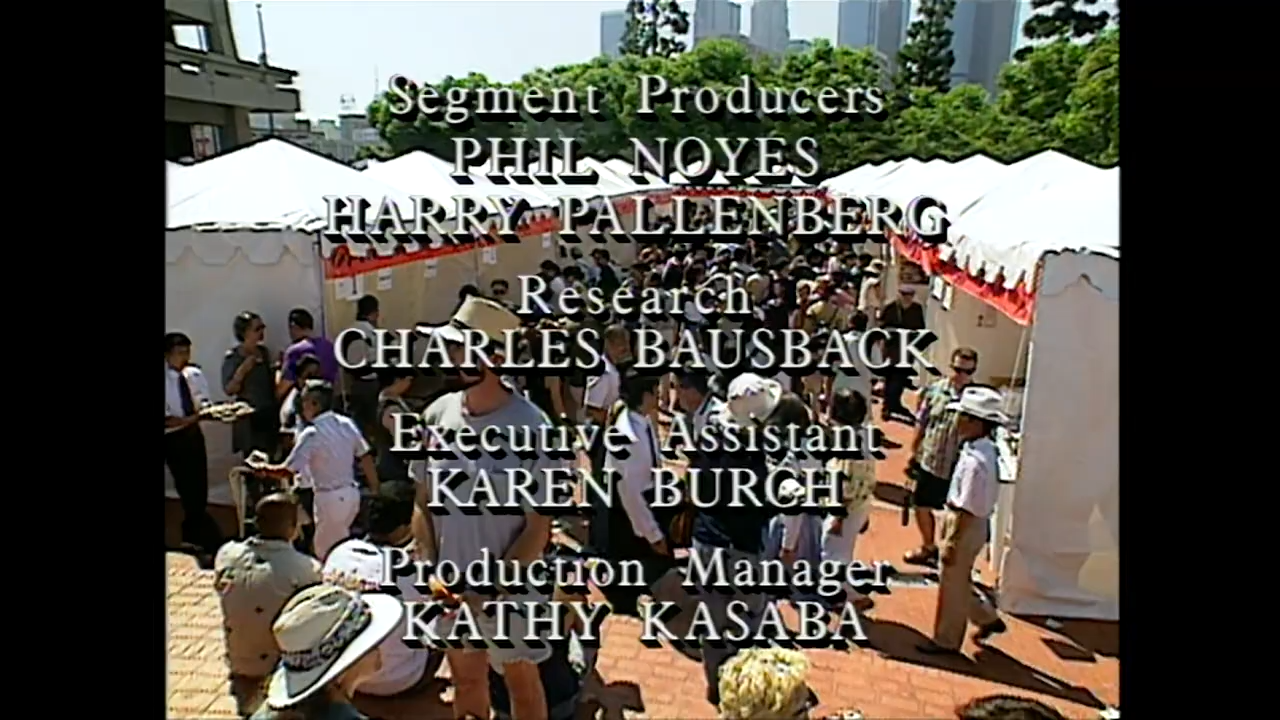 Segment Producers
PHIL NOYES
HARRY PALLENBERG
Research
CHARLES BAUSBACK
Executive Assistant
KAREN BURCH
Production Manager
KATHY KASABA